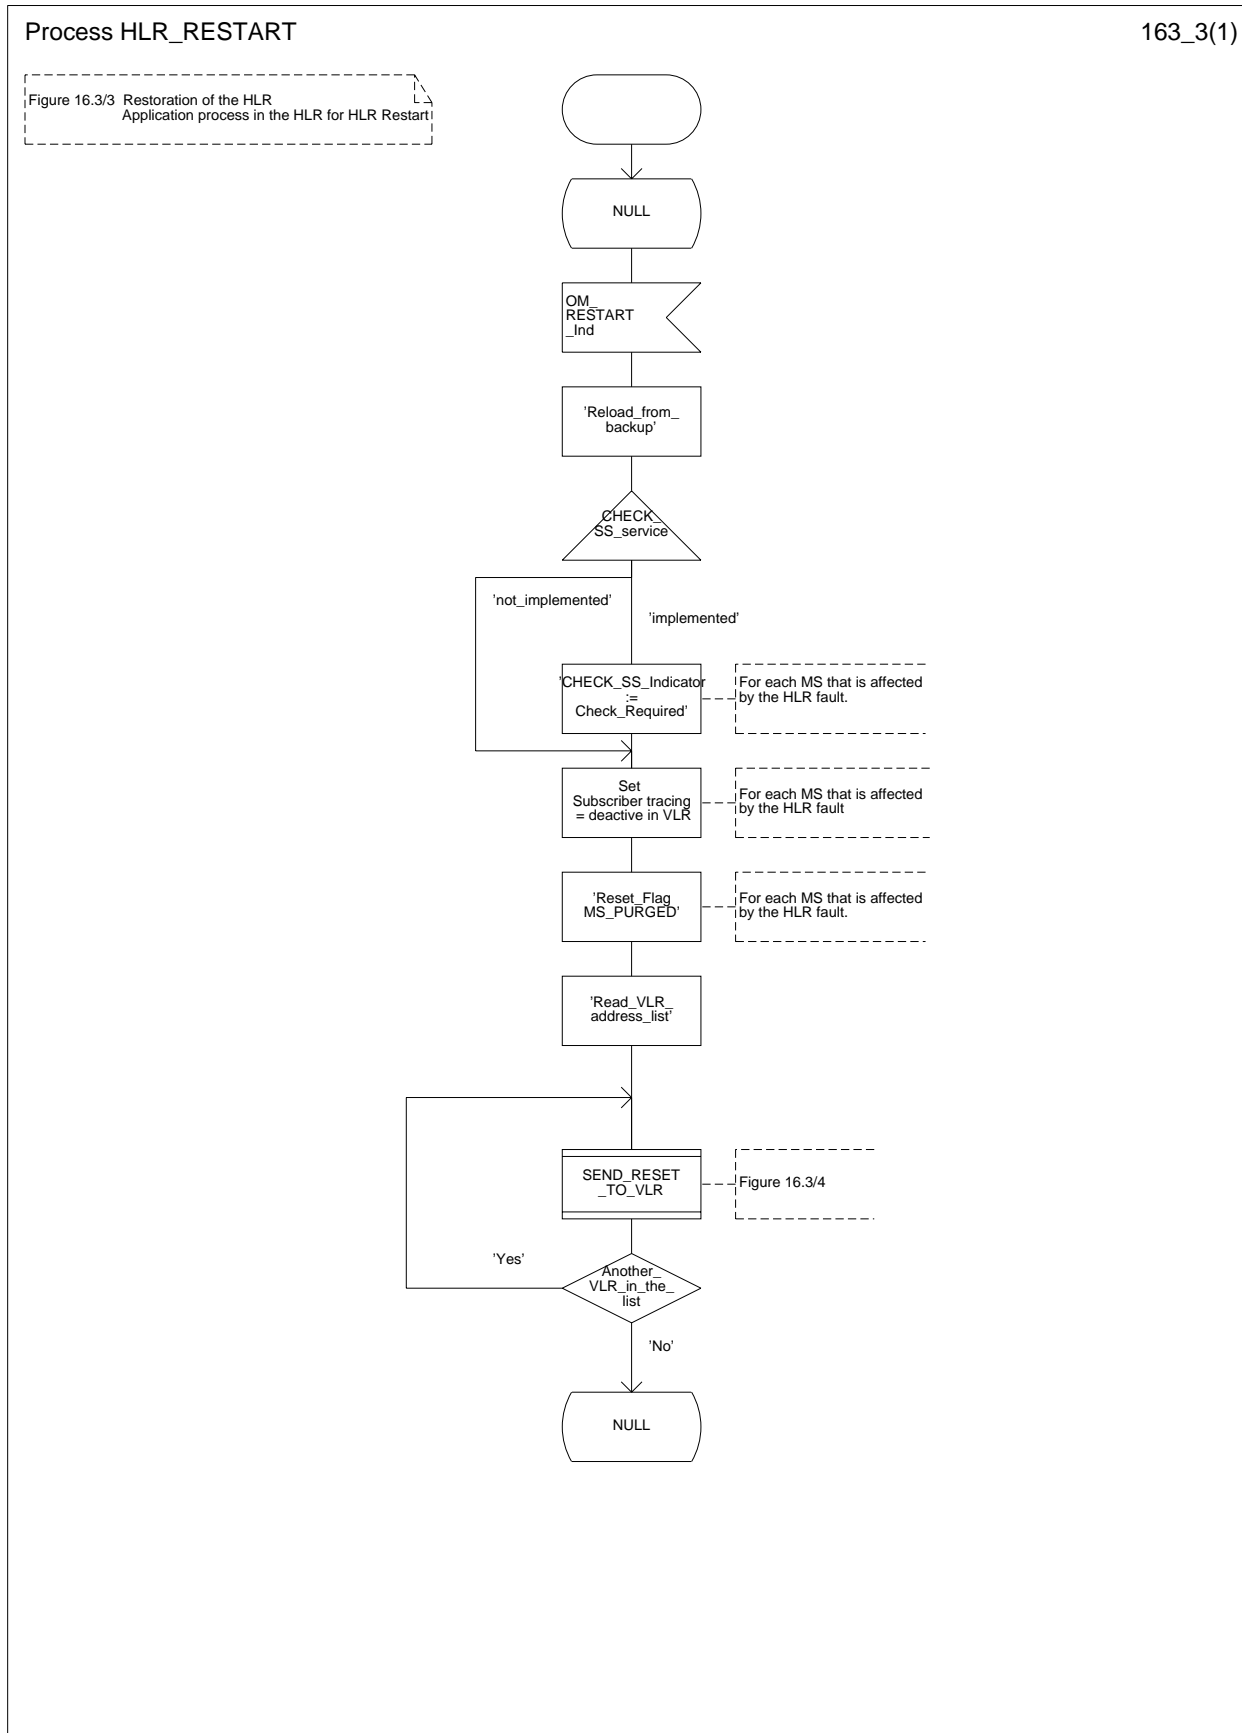 Process HLR_RESTART
163_3(1)
Figure 16.3/3 Restoration of the HLR
Application process in the HLR for HLR Restart
NULL
OM_
RESTART
_Ind
'Reload_from_
backup'
CHECK_
SS_service
'not_implemented'
'implemented'
'CHECK_SS_Indicator
:=
Check_Required'
For each MS that is affected
by the HLR fault.
Set
Subscriber tracing
= deactive in VLR
For each MS that is affected
by the HLR fault
'Reset_Flag
MS_PURGED'
For each MS that is affected
by the HLR fault.
'Read_VLR_
address_list'
SEND_RESET
_TO_VLR
Figure 16.3/4
'Yes'
Another_
VLR_in_the_
list
'No'
NULL